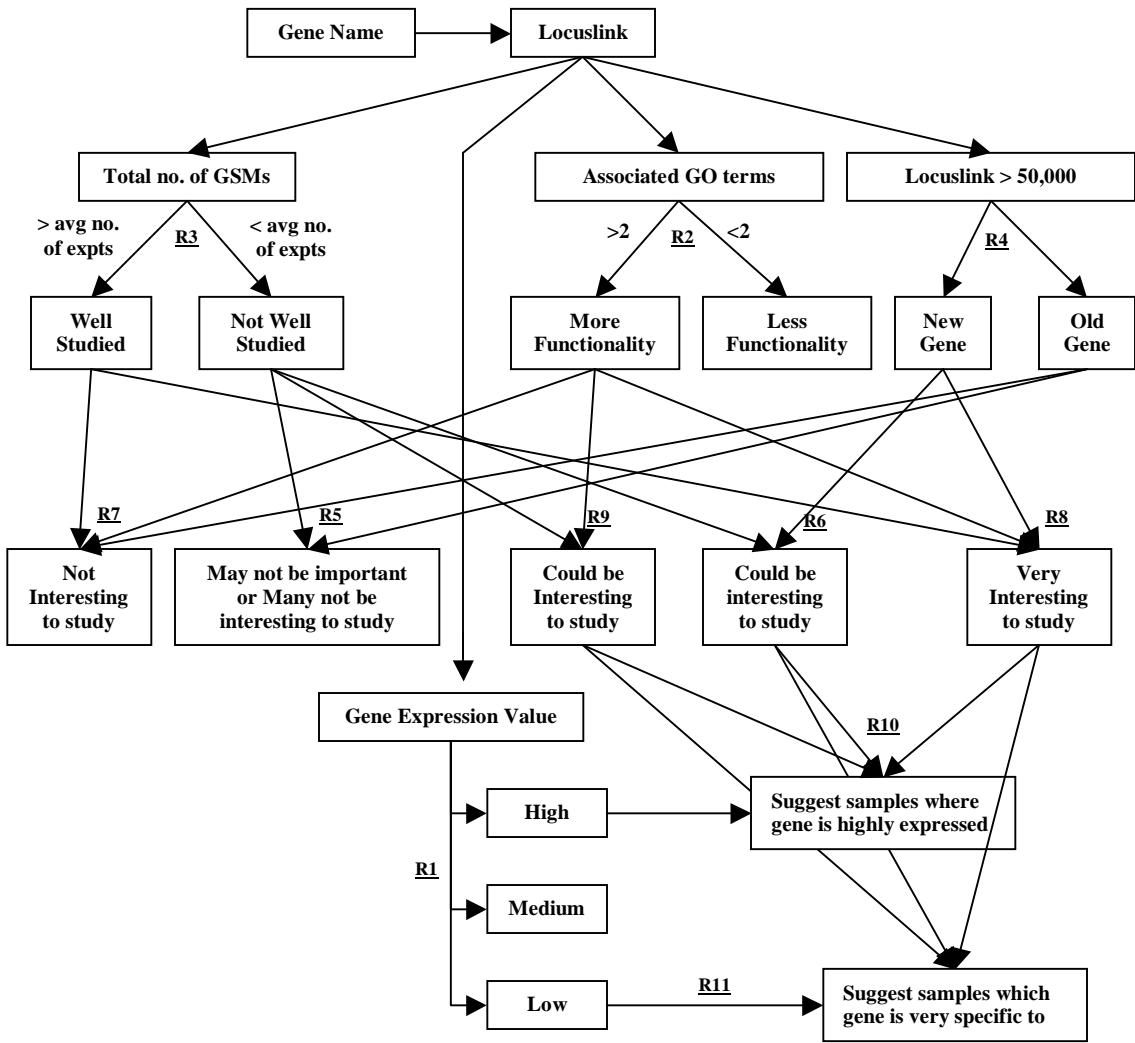 Gene Name
Locuslink
Total no. of GSMs
Associated GO terms
Locuslink > 50,000
> avg no.
of expts
R3
< avg no.
of expts
>2
R2
<2
R4
Well
Studied
Not Well
Studied
More
Functionality
Less
Functionality
New
Gene
Old
Gene
R7
R5
R9
R6
R8
Not
Interesting
to study
May not be important
or Many not be
interesting to study
Could be
Interesting
to study
Could be
interesting
to study
Very
Interesting
to study
Gene Expression Value
R10
High
Suggest samples where
gene is highly expressed
R1
Medium
Low
R11
Suggest samples which
gene is very specific to